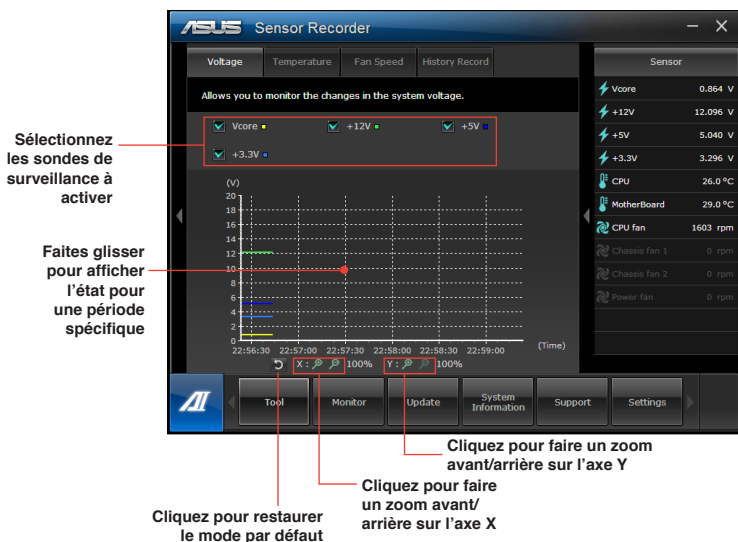 ASUS Sensor Recorder
Voltage Temperature Fan Speed History Record
Allows you to monitor the changes in the system voltage.
Vcore +12V +5V
+3.3V
Sélectionnez
les sondes de
surveillance à
activer
(V)
20
18
16
14
12
10
8
6
4
2
0
22:56:30 22:57:00 22:57:30 22:58:00 22:58:30 22:59:00
(Time)
X : 100% Y : 100%
Faites glisser
pour afficher
l'état pour
une période
spécifique
Sensor
Vcore 0.864 V
+12V 12.096 V
+5V 5.040 V
+3.3V 3.296 V
CPU 26.0 ºC
MotherBoard 29.0 ºC
CPU fan 1603 rpm
Chassis fan 1 0 rpm
Chassis fan 2 0 rpm
Power fan 0 rpm
AI
Tool Monitor Update System Information Support Settings
Cliquez pour faire un zoom
avant/arrière sur l'axe Y
Cliquez pour faire
un zoom avant/
arrière sur l'axe X
Cliquez pour restaurer
le mode par défaut